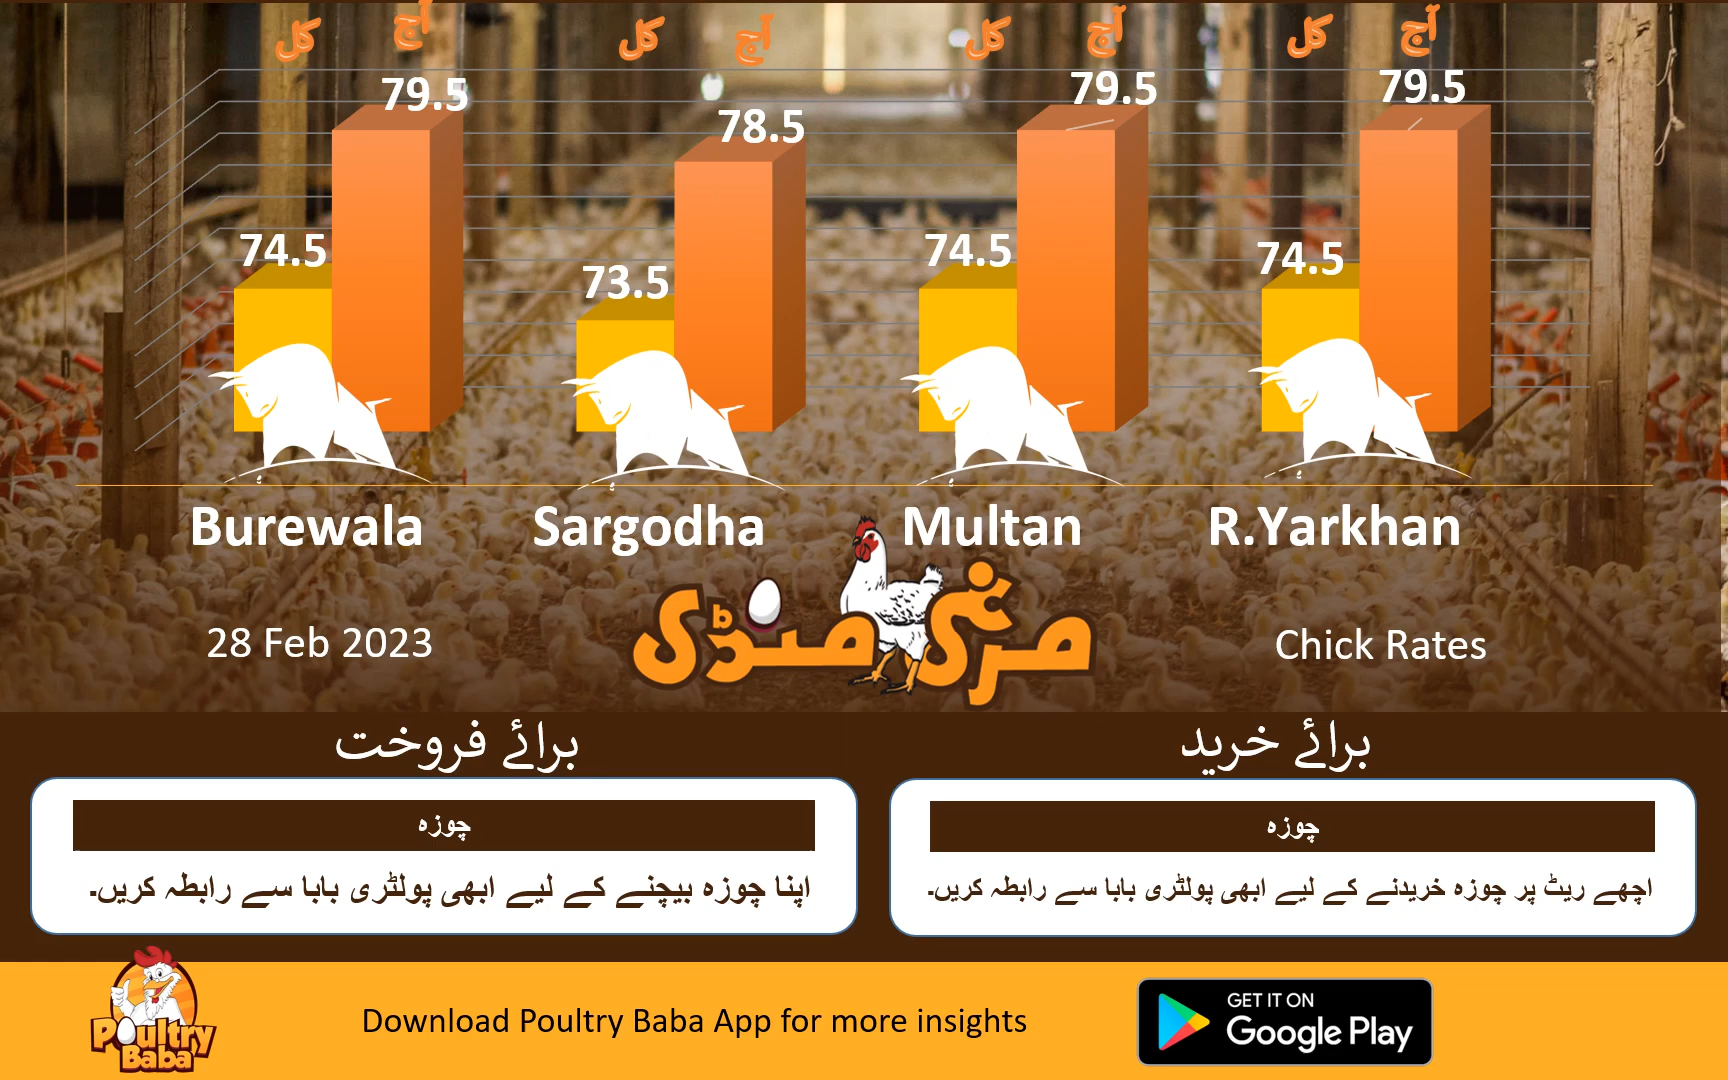 کل آج کل آج کل آج کل آج
79.5 78.5 79.5 79.5
74.5 73.5 74.5 74.5
Burewala Sargodha Multan R.Yarkhan
مرغی منڈی
28 Feb 2023
Chick Rates
برائے فروخت
برائے خرید
چوزہ
اپنا چوزہ بیچنے کے لیے ابھی پولٹری بابا سے رابطہ کریں۔
چوزہ
اچھے ریٹ پر چوزہ خریدنے کے لیے ابھی پولٹری بابا سے رابطہ کریں۔
Poultry
Baba
Download Poultry Baba App for more insights
GET IT ON
Google Play